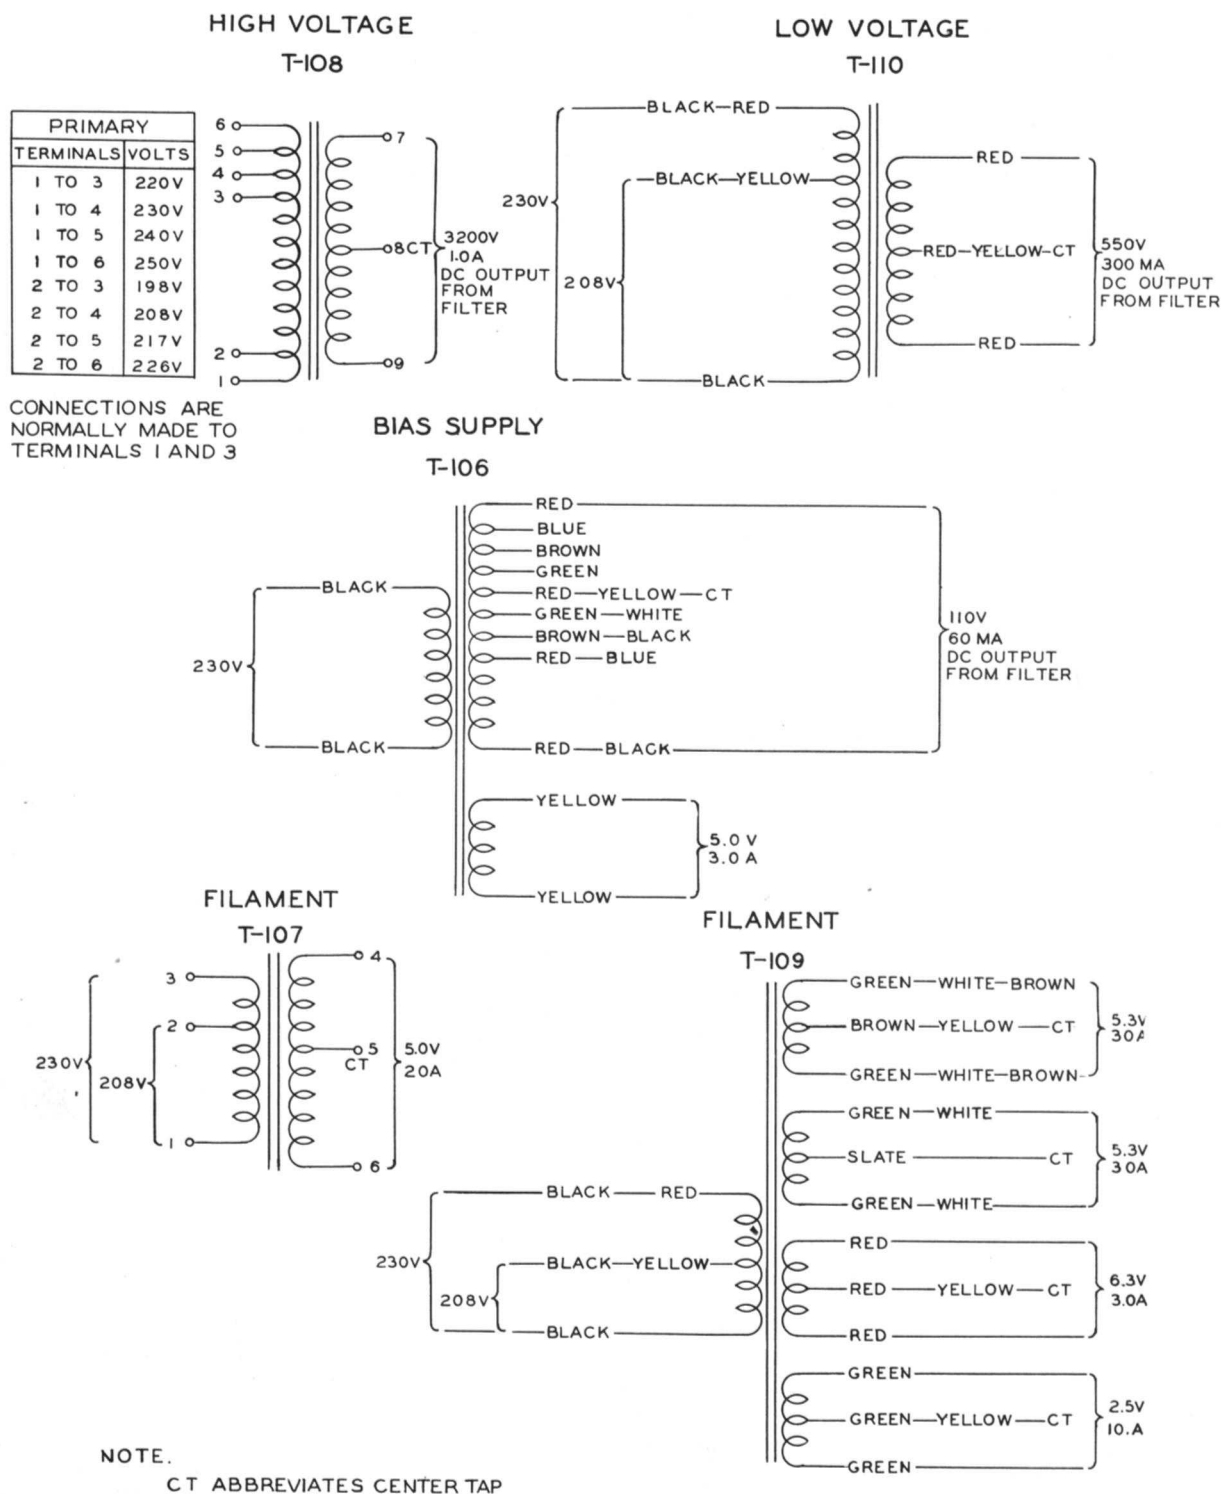 HIGH VOLTAGE
T-108
PRIMARY
TERMINALS VOLTS
1 TO 3 220V
1 TO 4 230V
1 TO 5 240V
1 TO 6 250V
2 TO 3 198V
2 TO 4 208V
2 TO 5 217V
2 TO 6 226V
CONNECTIONS ARE
NORMALLY MADE TO
TERMINALS 1 AND 3
6
5
4
3
2
1
7
8 CT
9
3200V
1.0A
DC OUTPUT
FROM
FILTER
LOW VOLTAGE
T-110
BLACK-RED
BLACK-YELLOW
BLACK
230V
208V
RED
RED-YELLOW-CT
RED
550V
300 MA
DC OUTPUT
FROM FILTER
BIAS SUPPLY
T-106
BLACK
230V
BLACK
RED
BLUE
BROWN
GREEN
RED-YELLOW-CT
GREEN-WHITE
BROWN-BLACK
RED-BLUE
RED-BLACK
110V
60 MA
DC OUTPUT
FROM FILTER
YELLOW
YELLOW
5.0 V
3.0 A
FILAMENT
T-107
3
2
1
230V
208V
4
5
CT
6
5.0V
20A
FILAMENT
T-109
BLACK-RED
BLACK-YELLOW
BLACK
230V
208V
GREEN-WHITE-BROWN
BROWN-YELLOW-CT
GREEN-WHITE-BROWN
5.3V
30A
GREEN-WHITE
SLATE CT
GREEN-WHITE
5.3V
30A
RED
RED-YELLOW-CT
RED
6.3V
3.0A
GREEN
GREEN-YELLOW-CT
GREEN
2.5V
10.A
NOTE.
CT ABBREVIATES CENTER TAP